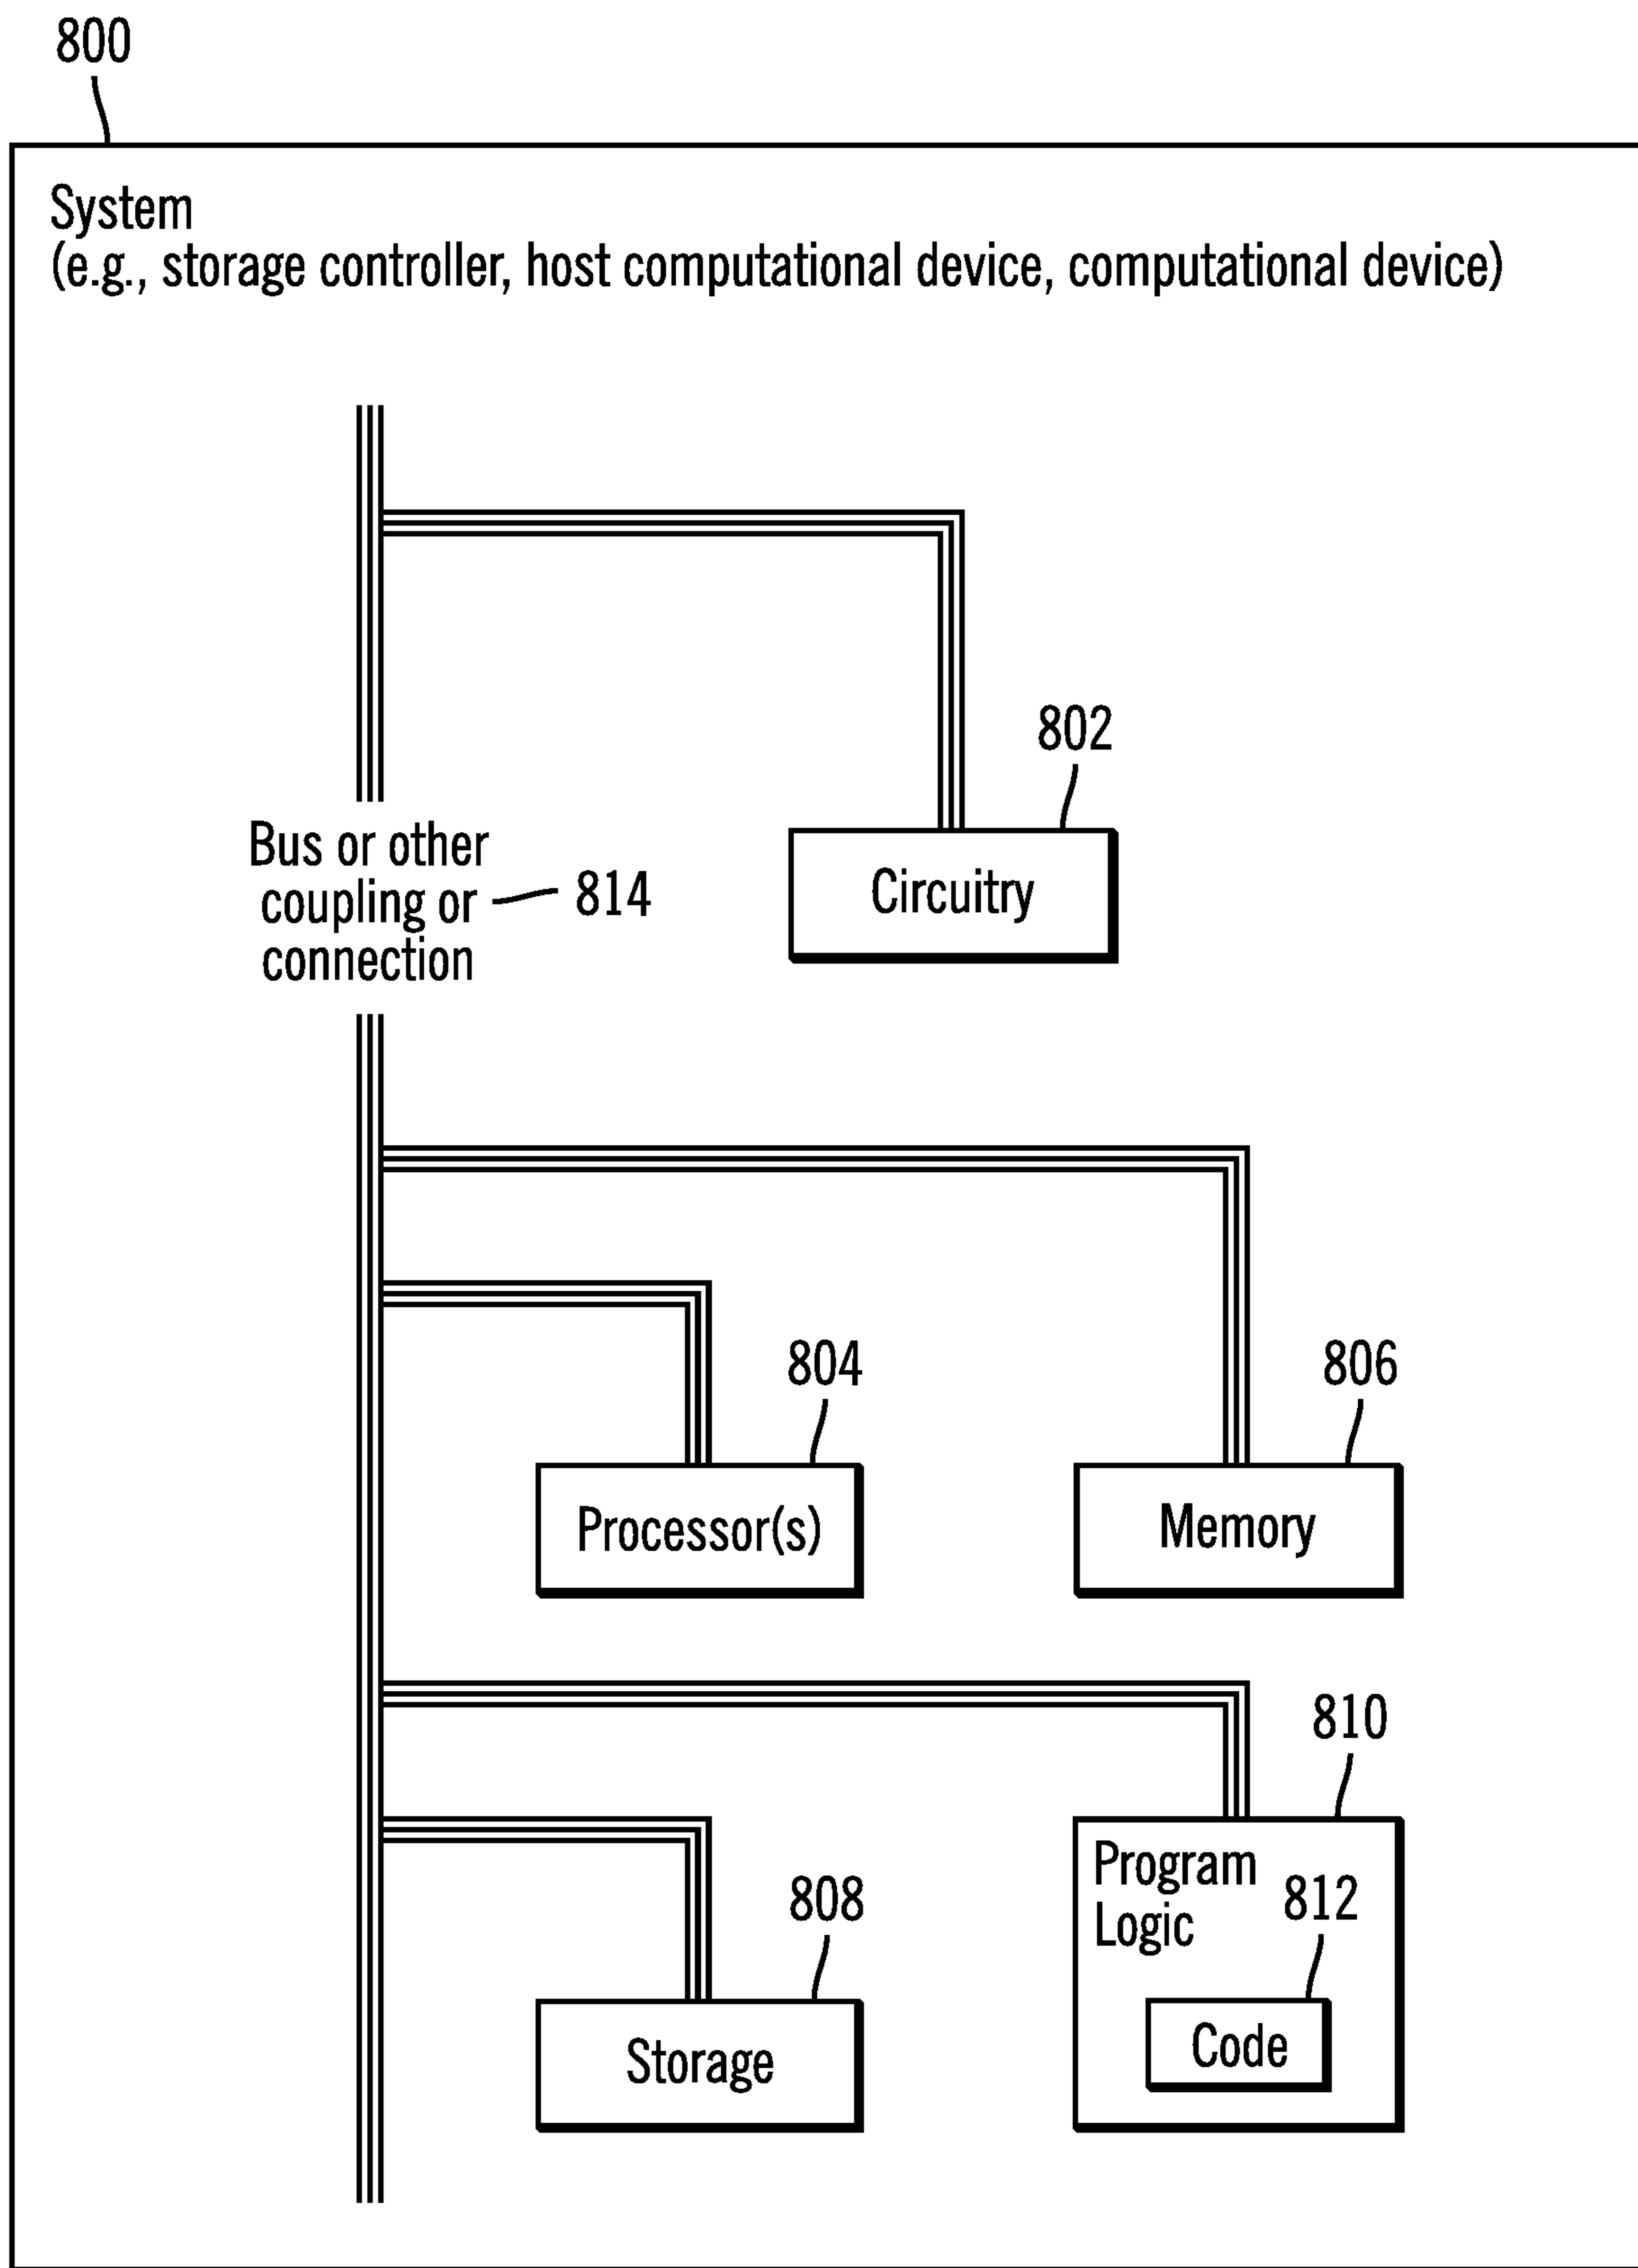 800
System
(e.g., storage controller, host computational device, computational device)
802
Circuitry
Bus or other
coupling or
connection
814
804
Processor(s)
806
Memory
808
Storage
810
Program
Logic
812
Code